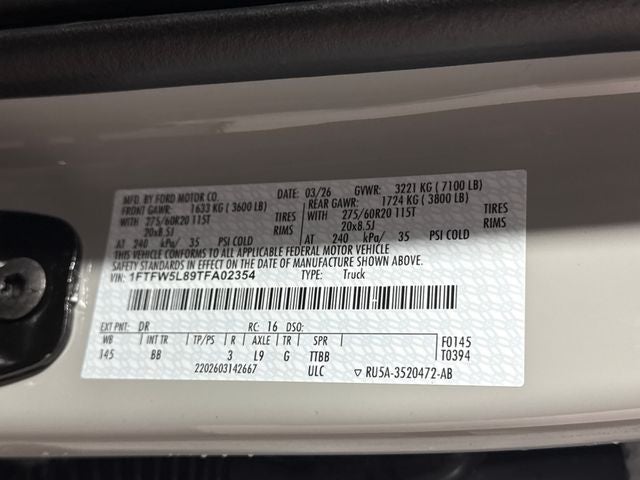 MFD. BY FORD MOTOR CO. DATE: 03/26 GVWR: 3221 KG ( 7100 LB)
FRONT GAWR: 1633 KG ( 3600 LB) REAR GAWR: 1724 KG ( 3800 LB)
WITH 275/60R20 115T TIRES WITH 275/60R20 115T TIRES
20x8.5J RIMS 20x8.5J RIMS
AT 240 kPa/ 35 PSI COLD AT 240 kPa/ 35 PSI COLD
THIS VEHICLE CONFORMS TO ALL APPLICABLE FEDERAL MOTOR VEHICLE
SAFETY STANDARDS IN EFFECT ON THE DATE OF MANUFACTURE SHOWN ABOVE.
VIN: 1FTFW5L89TFA02354 TYPE: Truck
EXT PNT: DR RC: 16 DSO: F0145
WB INT TR TP/PS R AXLE TR SPR T0394
145 BB 3 L9 G TTBB
2202603142667 ULC ▽ RU5A-3520472-AB